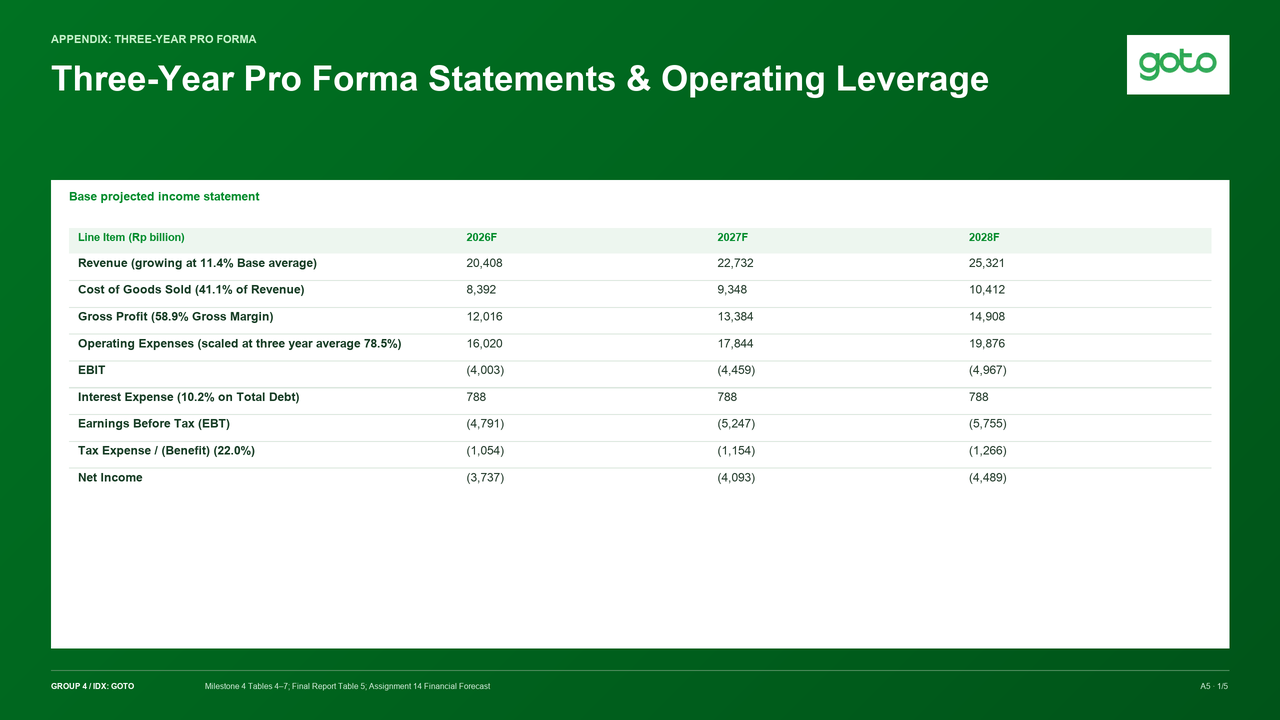 APPENDIX: THREE-YEAR PRO FORMA
Three-Year Pro Forma Statements & Operating Leverage
goto
Base projected income statement
Line Item (Rp billion) 2026F 2027F 2028F
Revenue (growing at 11.4% Base average) 20,408 22,732 25,321
Cost of Goods Sold (41.1% of Revenue) 8,392 9,348 10,412
Gross Profit (58.9% Gross Margin) 12,016 13,384 14,908
Operating Expenses (scaled at three year average 78.5%) 16,020 17,844 19,876
EBIT (4,003) (4,459) (4,967)
Interest Expense (10.2% on Total Debt) 788 788 788
Earnings Before Tax (EBT) (4,791) (5,247) (5,755)
Tax Expense / (Benefit) (22.0%) (1,054) (1,154) (1,266)
Net Income (3,737) (4,093) (4,489)
GROUP 4 / IDX: GOTO Milestone 4 Tables 4–7; Final Report Table 5; Assignment 14 Financial Forecast A5 · 1/5